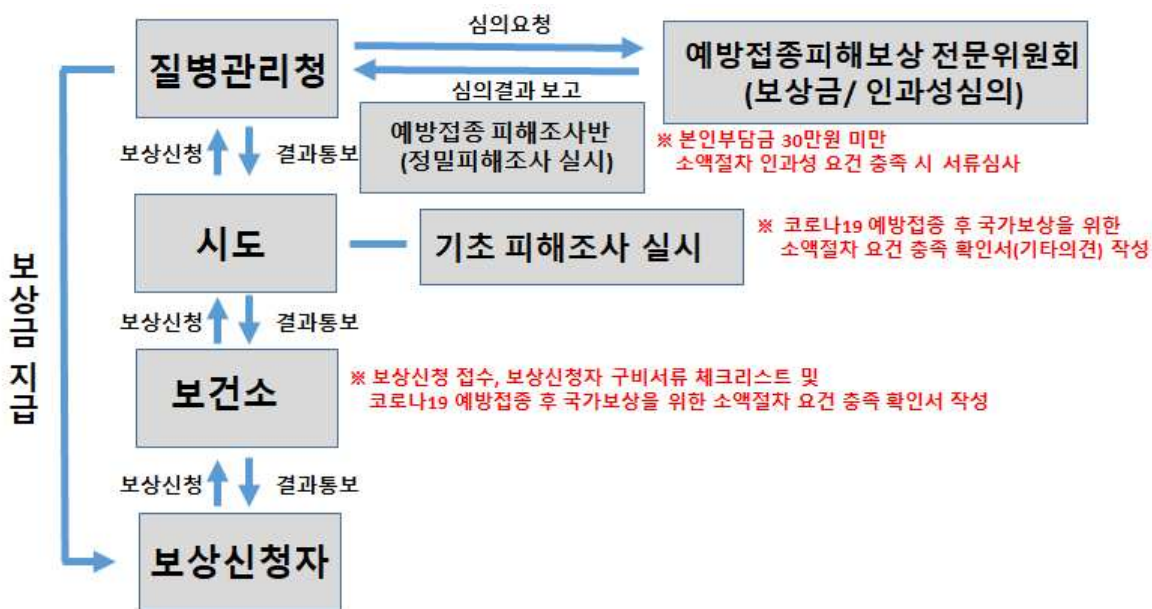 심의요청
질병관리청
예방접종피해보상 전문위원회
(보상금/ 인과성심의)
심의결과 보고
예방접종 피해조사반
(정밀피해조사 실시)
※ 본인부담금 30만원 미만
소액절차 인과성 요건 충족 시 서류심사
보상신청
결과통보
시도
기초 피해조사 실시
※ 코로나19 예방접종 후 국가보상을 위한
소액절차 요건 충족 확인서(기타의견) 작성
보상금 지급
보상신청
결과통보
보건소
※ 보상신청 접수, 보상신청자 구비서류 체크리스트 및
코로나19 예방접종 후 국가보상을 위한 소액절차 요건 충족 확인서 작성
보상신청
결과통보
보상신청자